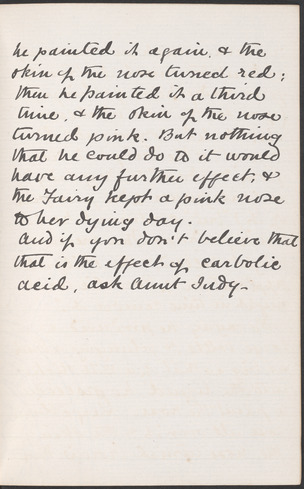 he painted it again, & the
skin of the nose turned red;
then he painted it a third
time, & the skin of the nose
turned pink. But nothing
that he could do to it would
have any further effect; &
the Fairy kept a pink nose
to her dying day.
And if you don't believe that
that is the effect of carbolic
acid, ask Aunt Judy.